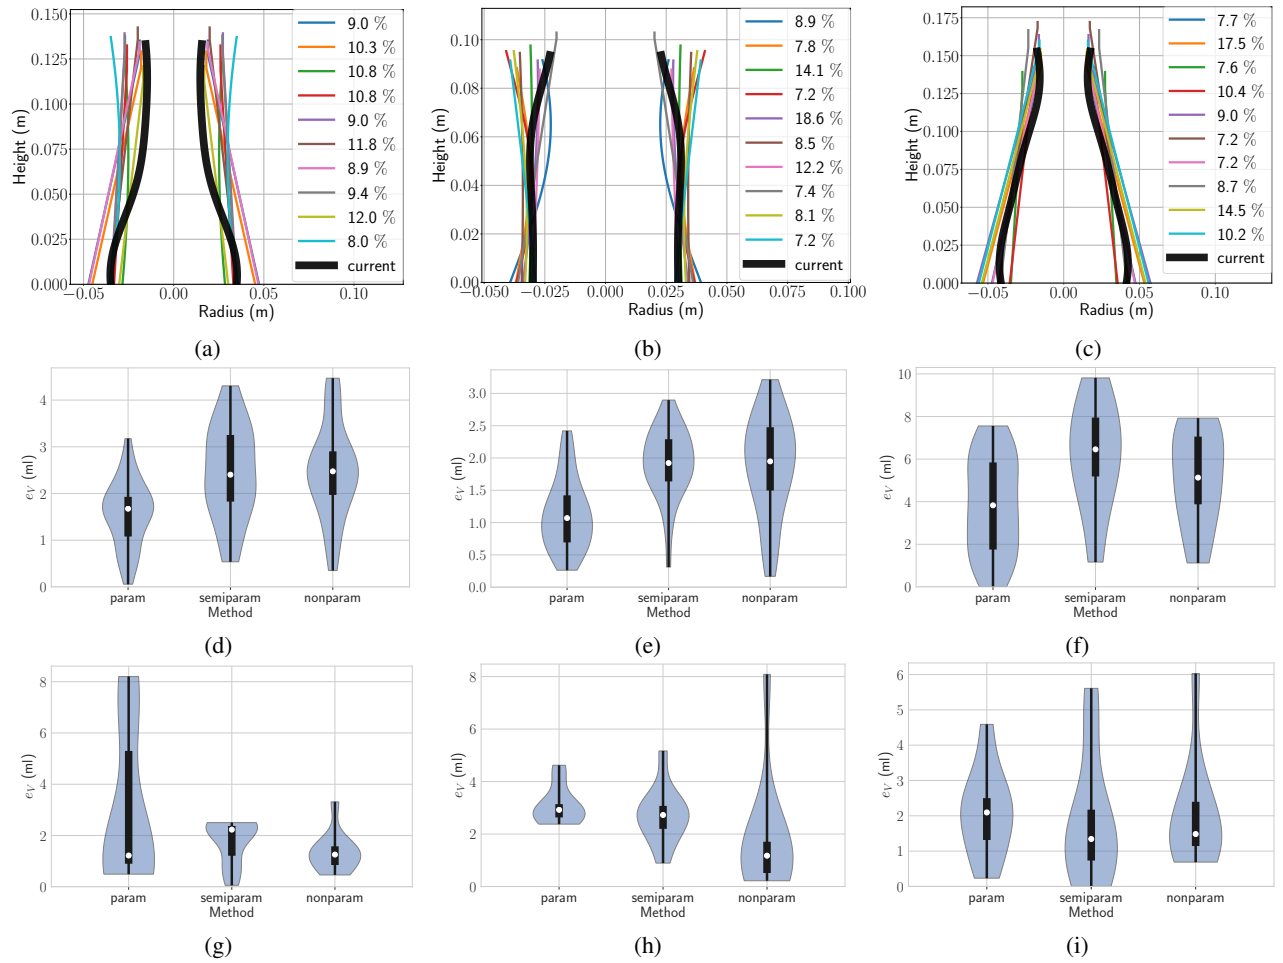 9.0 %
10.3 %
10.8 %
10.8 %
9.0 %
11.8 %
8.9 %
9.4 %
12.0 %
8.0 %
current
Height (m)
0.150
0.125
0.100
0.075
0.050
0.025
0.000
−0.05 0.00 0.05 0.10
Radius (m)
(a)
8.9 %
7.8 %
14.1 %
7.2 %
18.6 %
8.5 %
12.2 %
7.4 %
8.1 %
7.2 %
current
Height (m)
0.10
0.08
0.06
0.04
0.02
0.00
−0.050 −0.025 0.000 0.025 0.050 0.075 0.100
Radius (m)
(b)
7.7 %
17.5 %
7.6 %
10.4 %
9.0 %
7.2 %
7.2 %
8.7 %
14.5 %
10.2 %
current
Height (m)
0.175
0.150
0.125
0.100
0.075
0.050
0.025
0.000
−0.05 0.00 0.05 0.10
Radius (m)
(c)
eV (ml)
4
3
2
1
0
param semiparam nonparam
Method
(d)
eV (ml)
3.0
2.5
2.0
1.5
1.0
0.5
0.0
param semiparam nonparam
Method
(e)
eV (ml)
10
8
6
4
2
0
param semiparam nonparam
Method
(f)
eV (ml)
8
6
4
2
0
param semiparam nonparam
Method
(g)
eV (ml)
8
6
4
2
0
param semiparam nonparam
Method
(h)
eV (ml)
6
5
4
3
2
1
0
param semiparam nonparam
Method
(i)